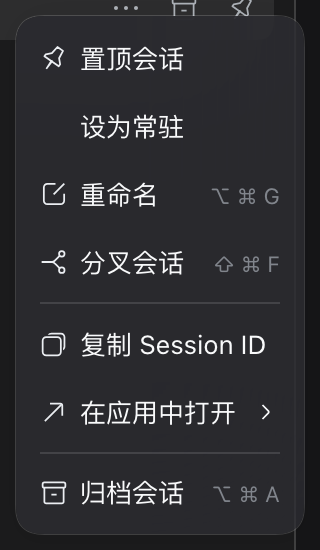 置顶会话
设为常驻
重命名 ⌥ ⌘ G
分叉会话 ⇧ ⌘ F
复制 Session ID
在应用中打开
归档会话 ⌥ ⌘ A